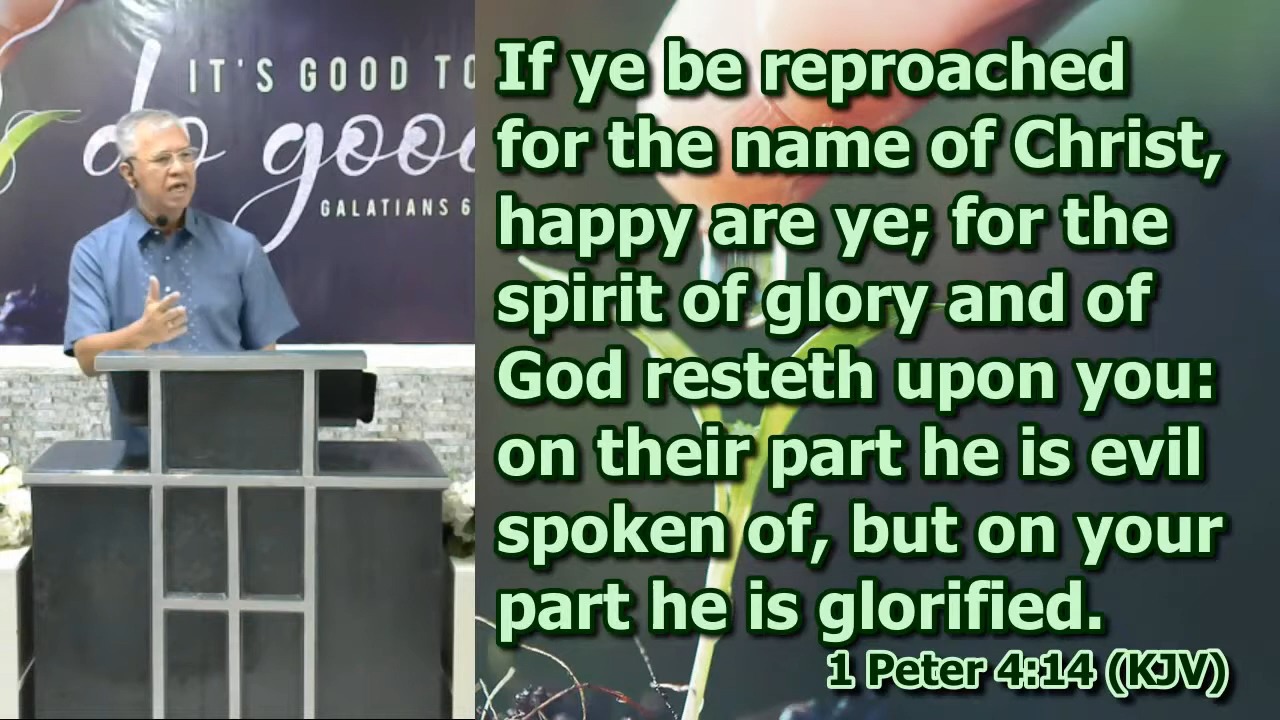 IT'S GOOD TO
do good
GALATIANS 6
If ye be reproached
for the name of Christ,
happy are ye; for the
spirit of glory and of
God resteth upon you:
on their part he is evil
spoken of, but on your
part he is glorified.
1 Peter 4:14 (KJV)